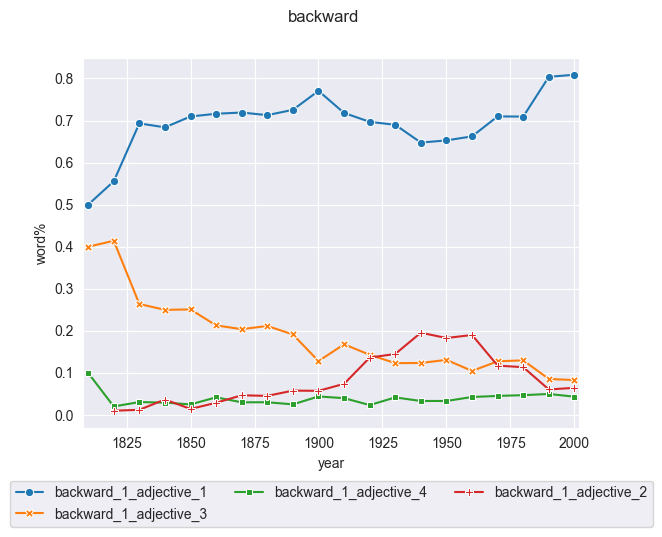 backward
0.8
0.7
0.6
0.5
0.4
0.3
0.2
0.1
0.0
word%
1825 1850 1875 1900 1925 1950 1975 2000
year
backward_1_adjective_1 backward_1_adjective_4 backward_1_adjective_2
backward_1_adjective_3